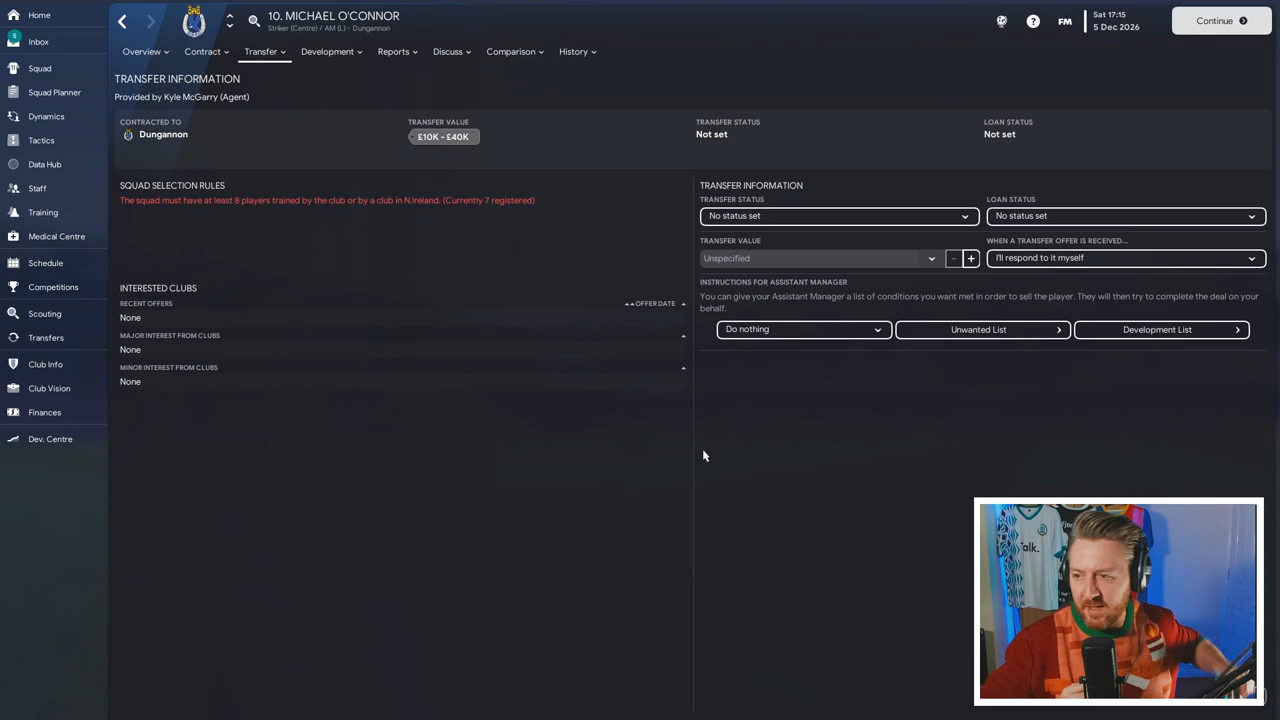 Home
5
Inbox
Squad
Squad Planner
Dynamics
Tactics
Data Hub
Staff
Training
Medical Centre
Schedule
Competitions
Scouting
Transfers
Club Info
Club Vision
Finances
Dev. Centre
10. MICHAEL O'CONNOR
Striker (Centre) / AM (L) - Dungannon
FM
Sat 17:15
5 Dec 2026
Continue
Overview
Contract
Transfer
Development
Reports
Discuss
Comparison
History
TRANSFER INFORMATION
Provided by Kyle McGarry (Agent)
CONTRACTED TO
Dungannon
TRANSFER VALUE
£10K - £40K
TRANSFER STATUS
Not set
LOAN STATUS
Not set
SQUAD SELECTION RULES
The squad must have at least 8 players trained by the club or by a club in N.Ireland. (Currently 7 registered)
INTERESTED CLUBS
RECENT OFFERS
OFFER DATE
None
MAJOR INTEREST FROM CLUBS
None
MINOR INTEREST FROM CLUBS
None
TRANSFER INFORMATION
TRANSFER STATUS
No status set
LOAN STATUS
No status set
TRANSFER VALUE
Unspecified
WHEN A TRANSFER OFFER IS RECEIVED...
I'll respond to it myself
INSTRUCTIONS FOR ASSISTANT MANAGER
You can give your Assistant Manager a list of conditions you want met in order to sell the player. They will then try to complete the deal on your
behalf.
Do nothing
Unwanted List
Development List
Talk.